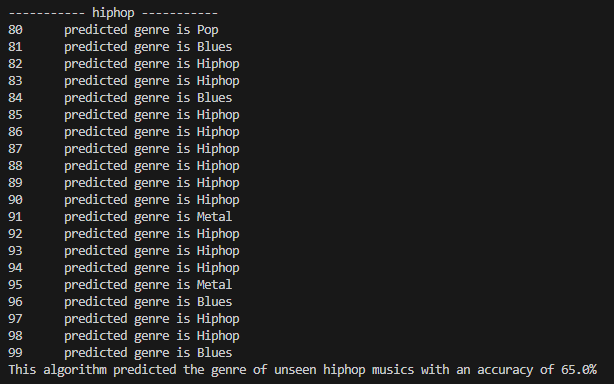 ----------- hiphop -----------
80 predicted genre is Pop
81 predicted genre is Blues
82 predicted genre is Hiphop
83 predicted genre is Hiphop
84 predicted genre is Blues
85 predicted genre is Hiphop
86 predicted genre is Hiphop
87 predicted genre is Hiphop
88 predicted genre is Hiphop
89 predicted genre is Hiphop
90 predicted genre is Hiphop
91 predicted genre is Metal
92 predicted genre is Hiphop
93 predicted genre is Hiphop
94 predicted genre is Hiphop
95 predicted genre is Metal
96 predicted genre is Blues
97 predicted genre is Hiphop
98 predicted genre is Hiphop
99 predicted genre is Blues
This algorithm predicted the genre of unseen hiphop musics with an accuracy of 65.0%